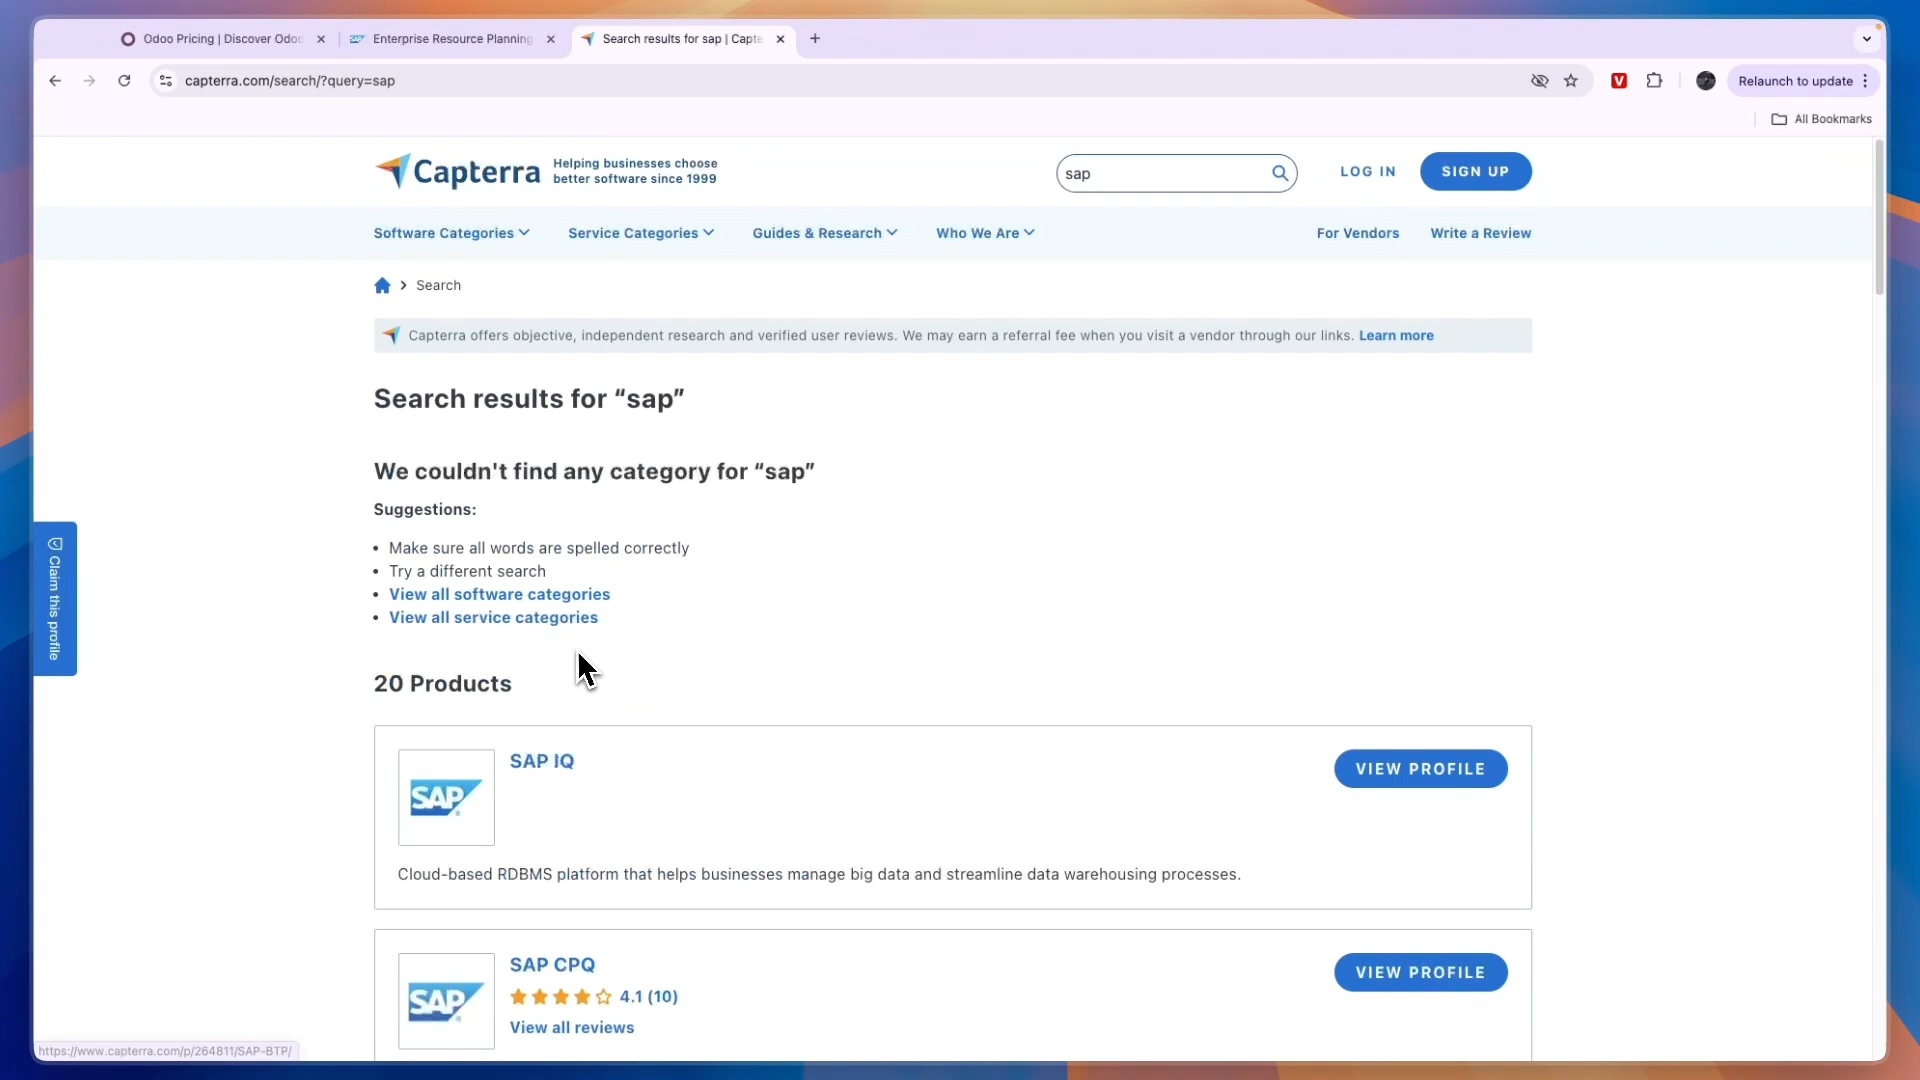 Odoo Pricing | Discover Odoo
Enterprise Resource Planning
Search results for sap | Capte
capterra.com/search/?query=sap
V
Relaunch to update
All Bookmarks
Capterra
Helping businesses choose
better software since 1999
sap
LOG IN
SIGN UP
Software Categories
Service Categories
Guides & Research
Who We Are
For Vendors
Write a Review
Search
Capterra offers objective, independent research and verified user reviews. We may earn a referral fee when you visit a vendor through our links. Learn more
Search results for “sap”
We couldn't find any category for “sap”
Suggestions:
• Make sure all words are spelled correctly
• Try a different search
• View all software categories
• View all service categories
Claim this profile
20 Products
SAP
SAP IQ
VIEW PROFILE
Cloud-based RDBMS platform that helps businesses manage big data and streamline data warehousing processes.
SAP
SAP CPQ
4.1 (10)
View all reviews
VIEW PROFILE
https://www.capterra.com/p/264811/SAP-BTP/